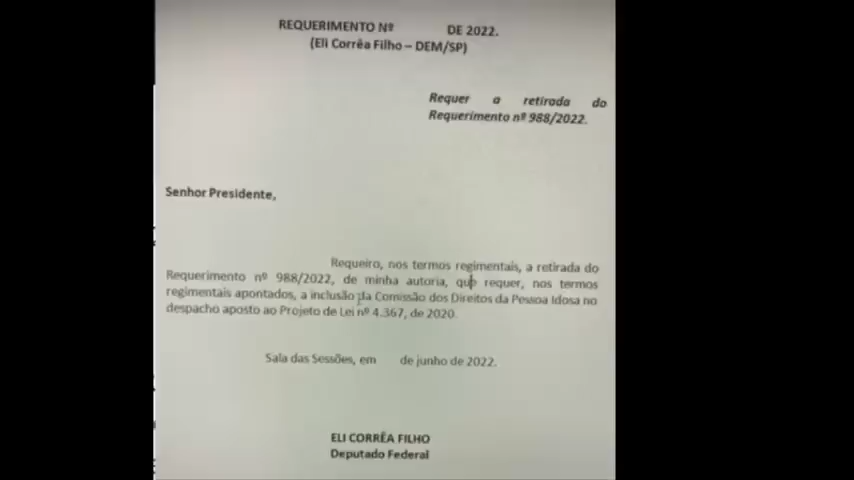 REQUERIMENTO Nº DE 2022.
(Eli Corrêa Filho – DEM/SP)
Requer a retirada do
Requerimento nº 988/2022.
Senhor Presidente,
Requeiro, nos termos regimentais, a retirada do
Requerimento nº 988/2022, de minha autoria, que requer, nos termos
regimentais apontados, a inclusão da Comissão dos Direitos da Pessoa Idosa no
despacho aposto ao Projeto de Lei nº 4.367, de 2020.
Sala das Sessões, em de junho de 2022.
ELI CORRÊA FILHO
Deputado Federal